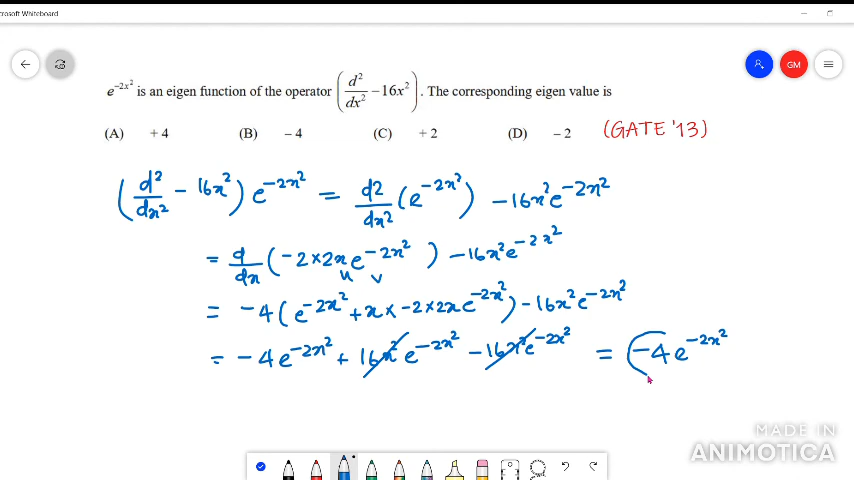 icrosoft Whiteboard
GM
e^{-2x^2} is an eigen function of the operator (d^2/dx^2 − 16x^2). The corresponding eigen value is
(A) + 4 (B) − 4 (C) + 2 (D) − 2 (GATE '13)
(d^2/dx^2 − 16x^2) e^{-2x^2} = d2/dx^2 (e^{-2x^2}) − 16x^2 e^{-2x^2}
= d/dx (−2×2x e^{-2x^2}) − 16x^2 e^{-2x^2}
u v
= −4(e^{-2x^2} + x × −2×2x e^{-2x^2}) − 16x^2 e^{-2x^2}
= −4e^{-2x^2} + 16x^2 e^{-2x^2} − 16x^2 e^{-2x^2} = (−4 e^{-2x^2}
MADE IN
ANIMOTICA